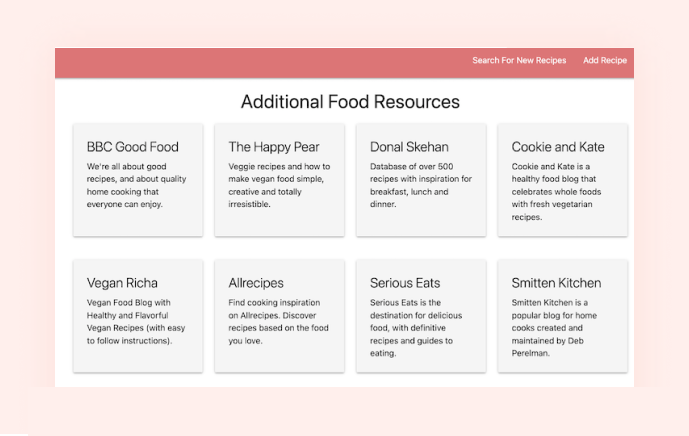 Search For New Recipes Add Recipe
Additional Food Resources
BBC Good Food
We're all about good
recipes, and about quality
home cooking that
everyone can enjoy.
The Happy Pear
Veggie recipes and how to
make vegan food simple,
creative and totally
irresistible.
Donal Skehan
Database of over 500
recipes with inspiration for
breakfast, lunch and
dinner.
Cookie and Kate
Cookie and Kate is a
healthy food blog that
celebrates whole foods
with fresh vegetarian
recipes.
Vegan Richa
Vegan Food Blog with
Healthy and Flavorful
Vegan Recipes (with easy
to follow instructions).
Allrecipes
Find cooking inspiration
on Allrecipes. Discover
recipes based on the food
you love.
Serious Eats
Serious Eats is the
destination for delicious
food, with definitive
recipes and guides to
eating.
Smitten Kitchen
Smitten Kitchen is a
popular blog for home
cooks created and
maintained by Deb
Perelman.